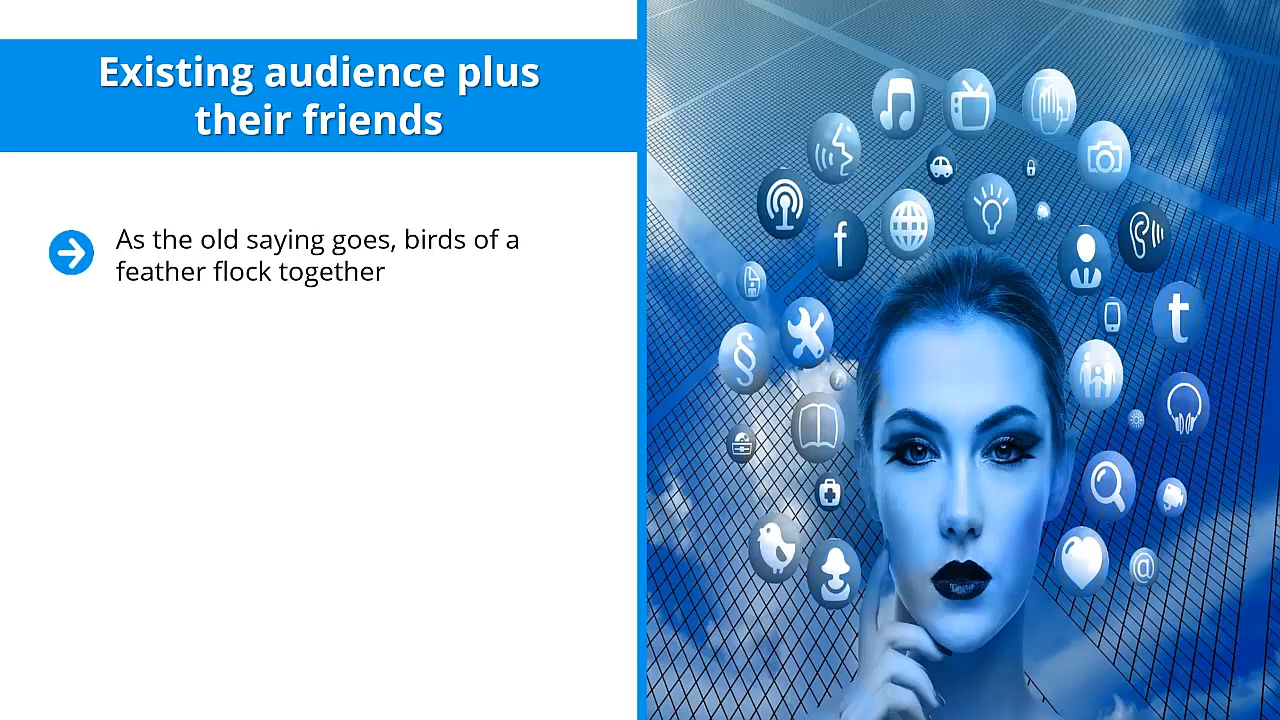 Existing audience plus
their friends
As the old saying goes, birds of a
feather flock together
f
t
§
@